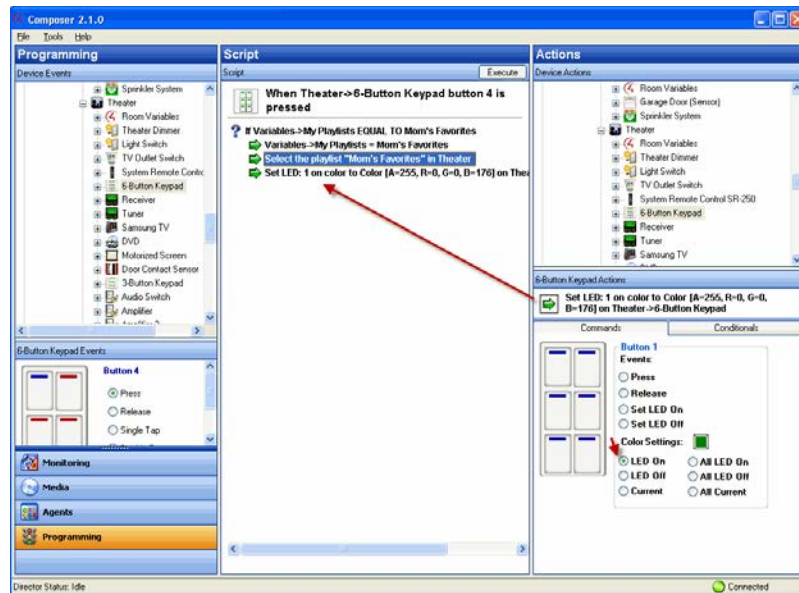 Composer 2.1.0
File Tools Help
Programming
Device Events
Sprinkler System
Theater
Room Variables
Theater Dimmer
Light Switch
TV Outlet Switch
System Remote Contro
6-Button Keypad
Receiver
Tuner
Samsung TV
DVD
Motorized Screen
Door Contact Sensor
3-Button Keypad
Audio Switch
Amplifier
6-Button Keypad Events
Button 4
Press
Release
Single Tap
Monitoring
Media
Agents
Programming
Director Status: Idle
Script
Script
Execute
When Theater->6-Button Keypad button 4 is
pressed
If Variables->My Playlists EQUAL TO Mom's Favorites
Variables->My Playlists = Mom's Favorites
Select the playlist "Mom's Favorites" in Theater
Set LED: 1 on color to Color [A=255, R=0, G=0, B=176] on Thea
Actions
Device Actions
Room Variables
Garage Door (Sensor)
Sprinkler System
Theater
Room Variables
Theater Dimmer
Light Switch
TV Outlet Switch
System Remote Control SR-250
6-Button Keypad
Receiver
Tuner
Samsung TV
6-Button Keypad Actions
Set LED: 1 on color to Color [A=255, R=0, G=0,
B=176] on Theater->6-Button Keypad
Commands Conditionals
Button 1
Events:
Press
Release
Set LED On
Set LED Off
Color Settings:
LED On All LED On
LED Off All LED Off
Current All Current
Connected